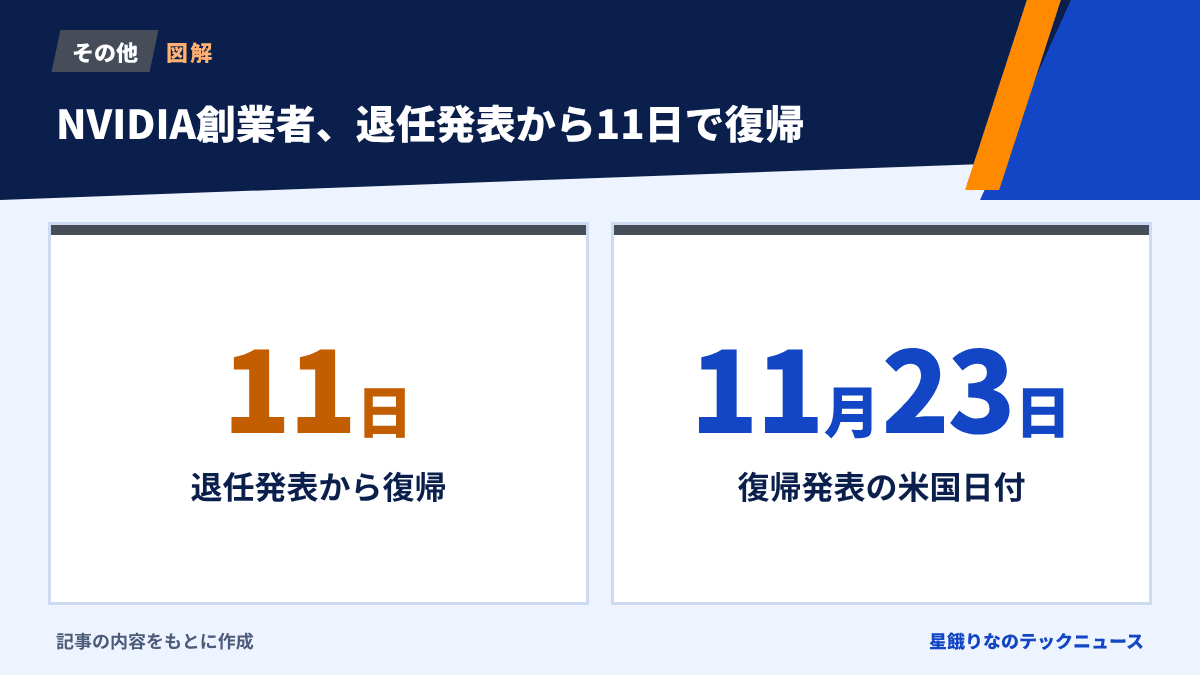 その他 図解
NVIDIA創業者、退任発表から11日で復帰
11日
退任発表から復帰
11月23日
復帰発表の米国日付
記事の内容をもとに作成
星餓りなのテックニュース